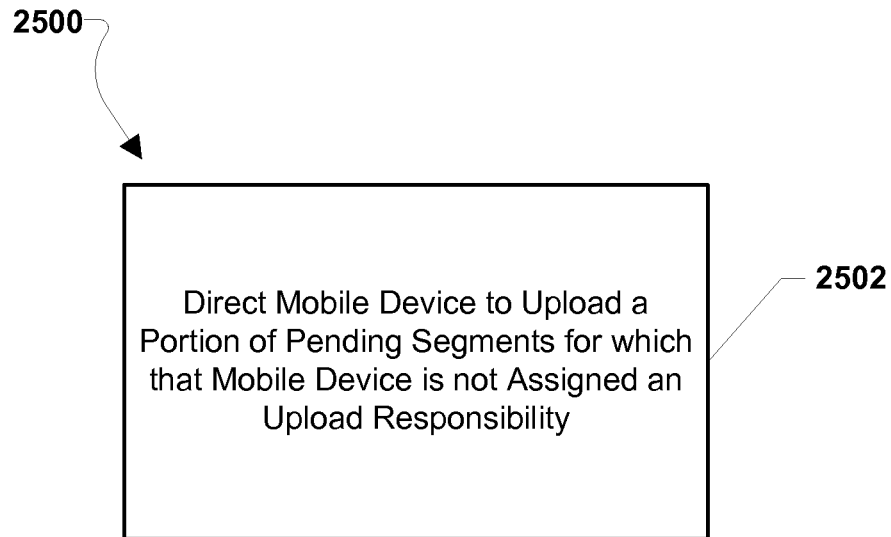 2500
2502
Direct Mobile Device to Upload a
Portion of Pending Segments for which
that Mobile Device is not Assigned an
Upload Responsibility